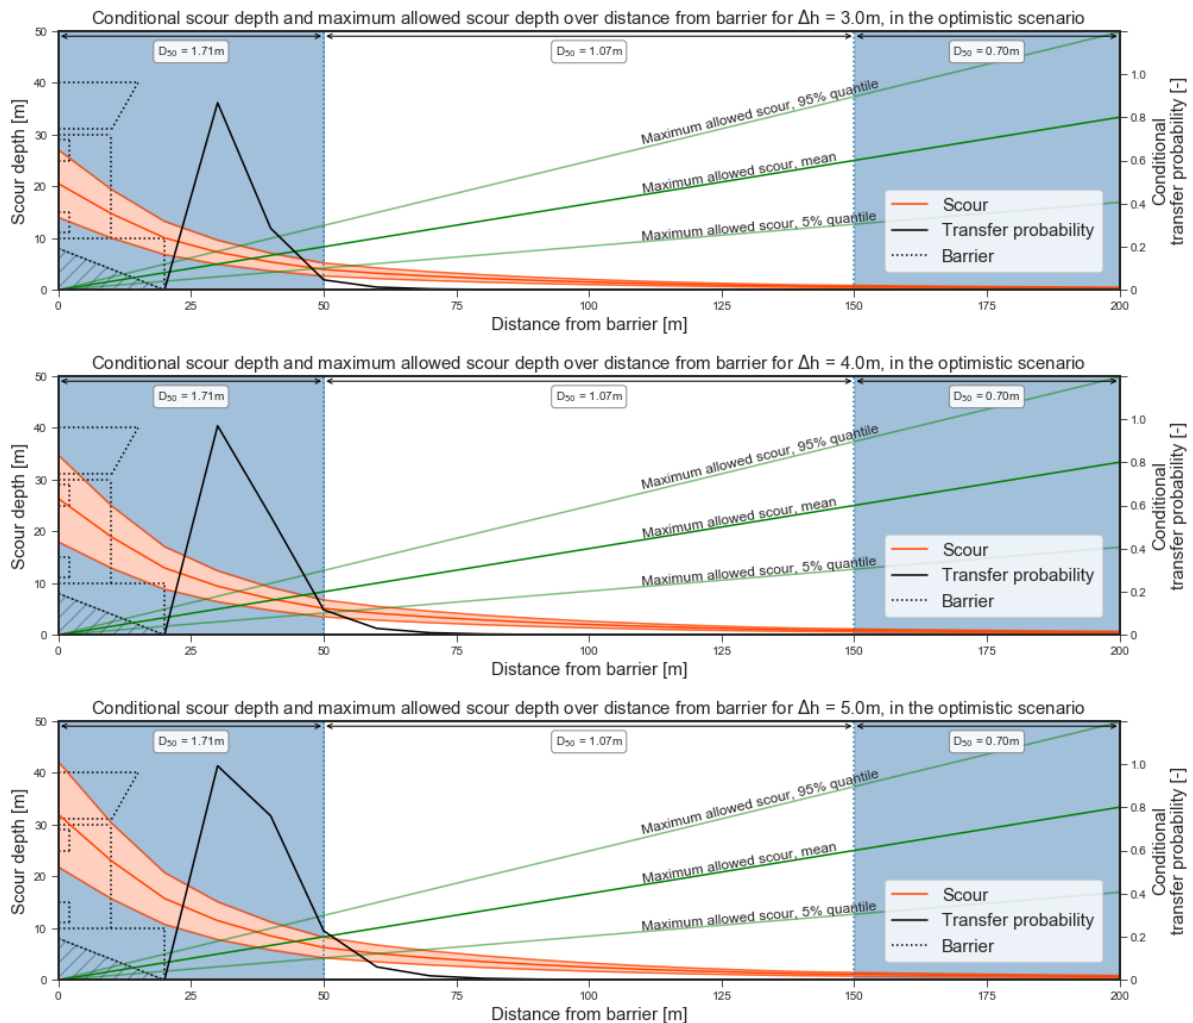 Conditional scour depth and maximum allowed scour depth over distance from barrier for Δh = 3.0m, in the optimistic scenario
D50 = 1.71m
D50 = 1.07m
D50 = 0.70m
Maximum allowed scour, 95% quantile
Maximum allowed scour, mean
Maximum allowed scour, 5% quantile
Scour
Transfer probability
Barrier
Scour depth [m]
50
40
30
20
10
0
Conditional
transfer probability [-]
1.0
0.8
0.6
0.4
0.2
0
0 25 50 75 100 125 150 175 200
Distance from barrier [m]
Conditional scour depth and maximum allowed scour depth over distance from barrier for Δh = 4.0m, in the optimistic scenario
D50 = 1.71m
D50 = 1.07m
D50 = 0.70m
Maximum allowed scour, 95% quantile
Maximum allowed scour, mean
Maximum allowed scour, 5% quantile
Scour
Transfer probability
Barrier
Scour depth [m]
50
40
30
20
10
0
Conditional
transfer probability [-]
1.0
0.8
0.6
0.4
0.2
0
0 25 50 75 100 125 150 175 200
Distance from barrier [m]
Conditional scour depth and maximum allowed scour depth over distance from barrier for Δh = 5.0m, in the optimistic scenario
D50 = 1.71m
D50 = 1.07m
D50 = 0.70m
Maximum allowed scour, 95% quantile
Maximum allowed scour, mean
Maximum allowed scour, 5% quantile
Scour
Transfer probability
Barrier
Scour depth [m]
50
40
30
20
10
0
Conditional
transfer probability [-]
1.0
0.8
0.6
0.4
0.2
0
0 25 50 75 100 125 150 175 200
Distance from barrier [m]